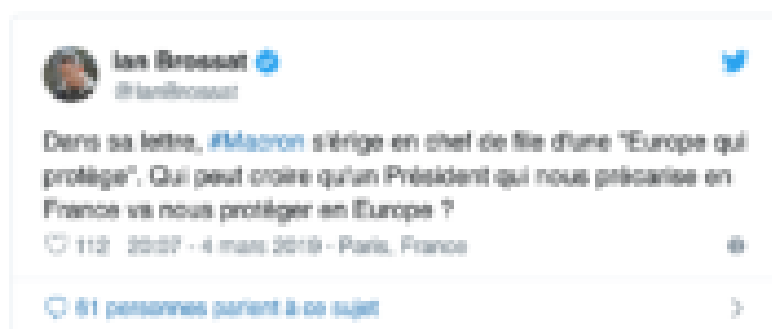 Ian Brossat
@IanBrossat
Dans sa lettre, #Macron s'érige en chef de file d'une "Europe qui
protège". Qui peut croire qu'un Président qui nous précarise en
France va nous protéger en Europe ?
112 20:07 - 4 mars 2019 - Paris, France
61 personnes parlent à ce sujet